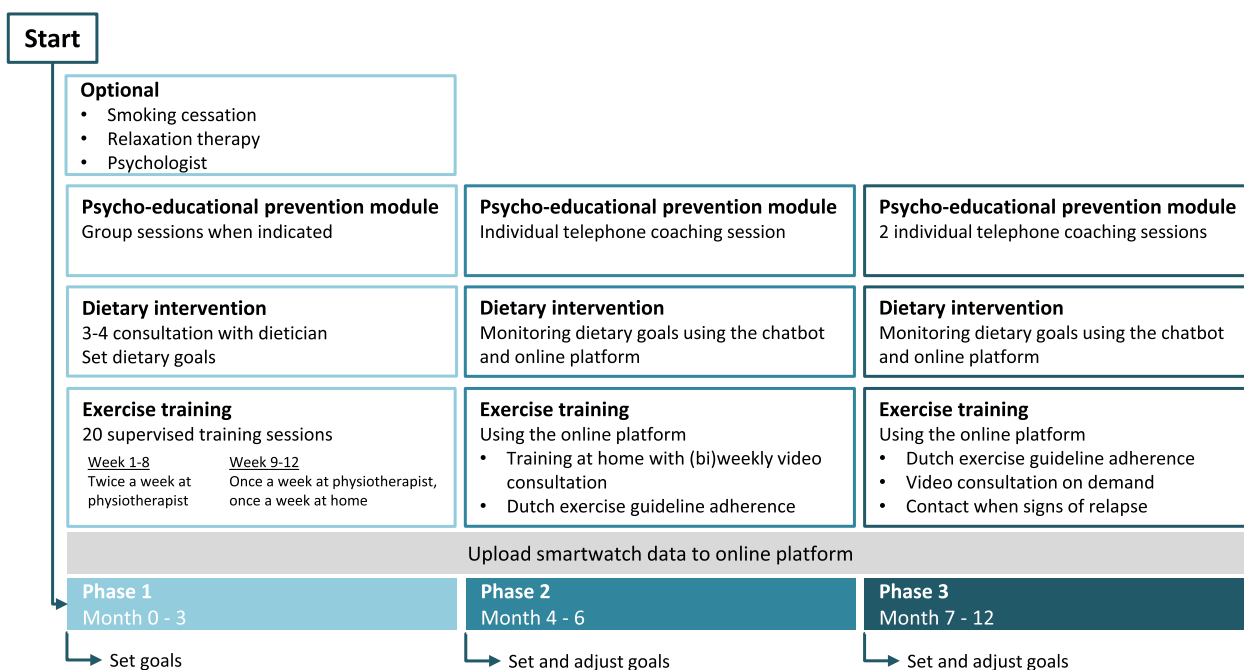 Start
Optional
• Smoking cessation
• Relaxation therapy
• Psychologist
Psycho-educational prevention module
Group sessions when indicated
Psycho-educational prevention module
Individual telephone coaching session
Psycho-educational prevention module
2 individual telephone coaching sessions
Dietary intervention
3-4 consultation with dietician
Set dietary goals
Dietary intervention
Monitoring dietary goals using the chatbot
and online platform
Dietary intervention
Monitoring dietary goals using the chatbot
and online platform
Exercise training
20 supervised training sessions
Week 1-8
Twice a week at
physiotherapist
Week 9-12
Once a week at physiotherapist,
once a week at home
Exercise training
Using the online platform
• Training at home with (bi)weekly video
consultation
• Dutch exercise guideline adherence
Exercise training
Using the online platform
• Dutch exercise guideline adherence
• Video consultation on demand
• Contact when signs of relapse
Upload smartwatch data to online platform
Phase 1
Month 0 - 3
Phase 2
Month 4 - 6
Phase 3
Month 7 - 12
Set goals
Set and adjust goals
Set and adjust goals